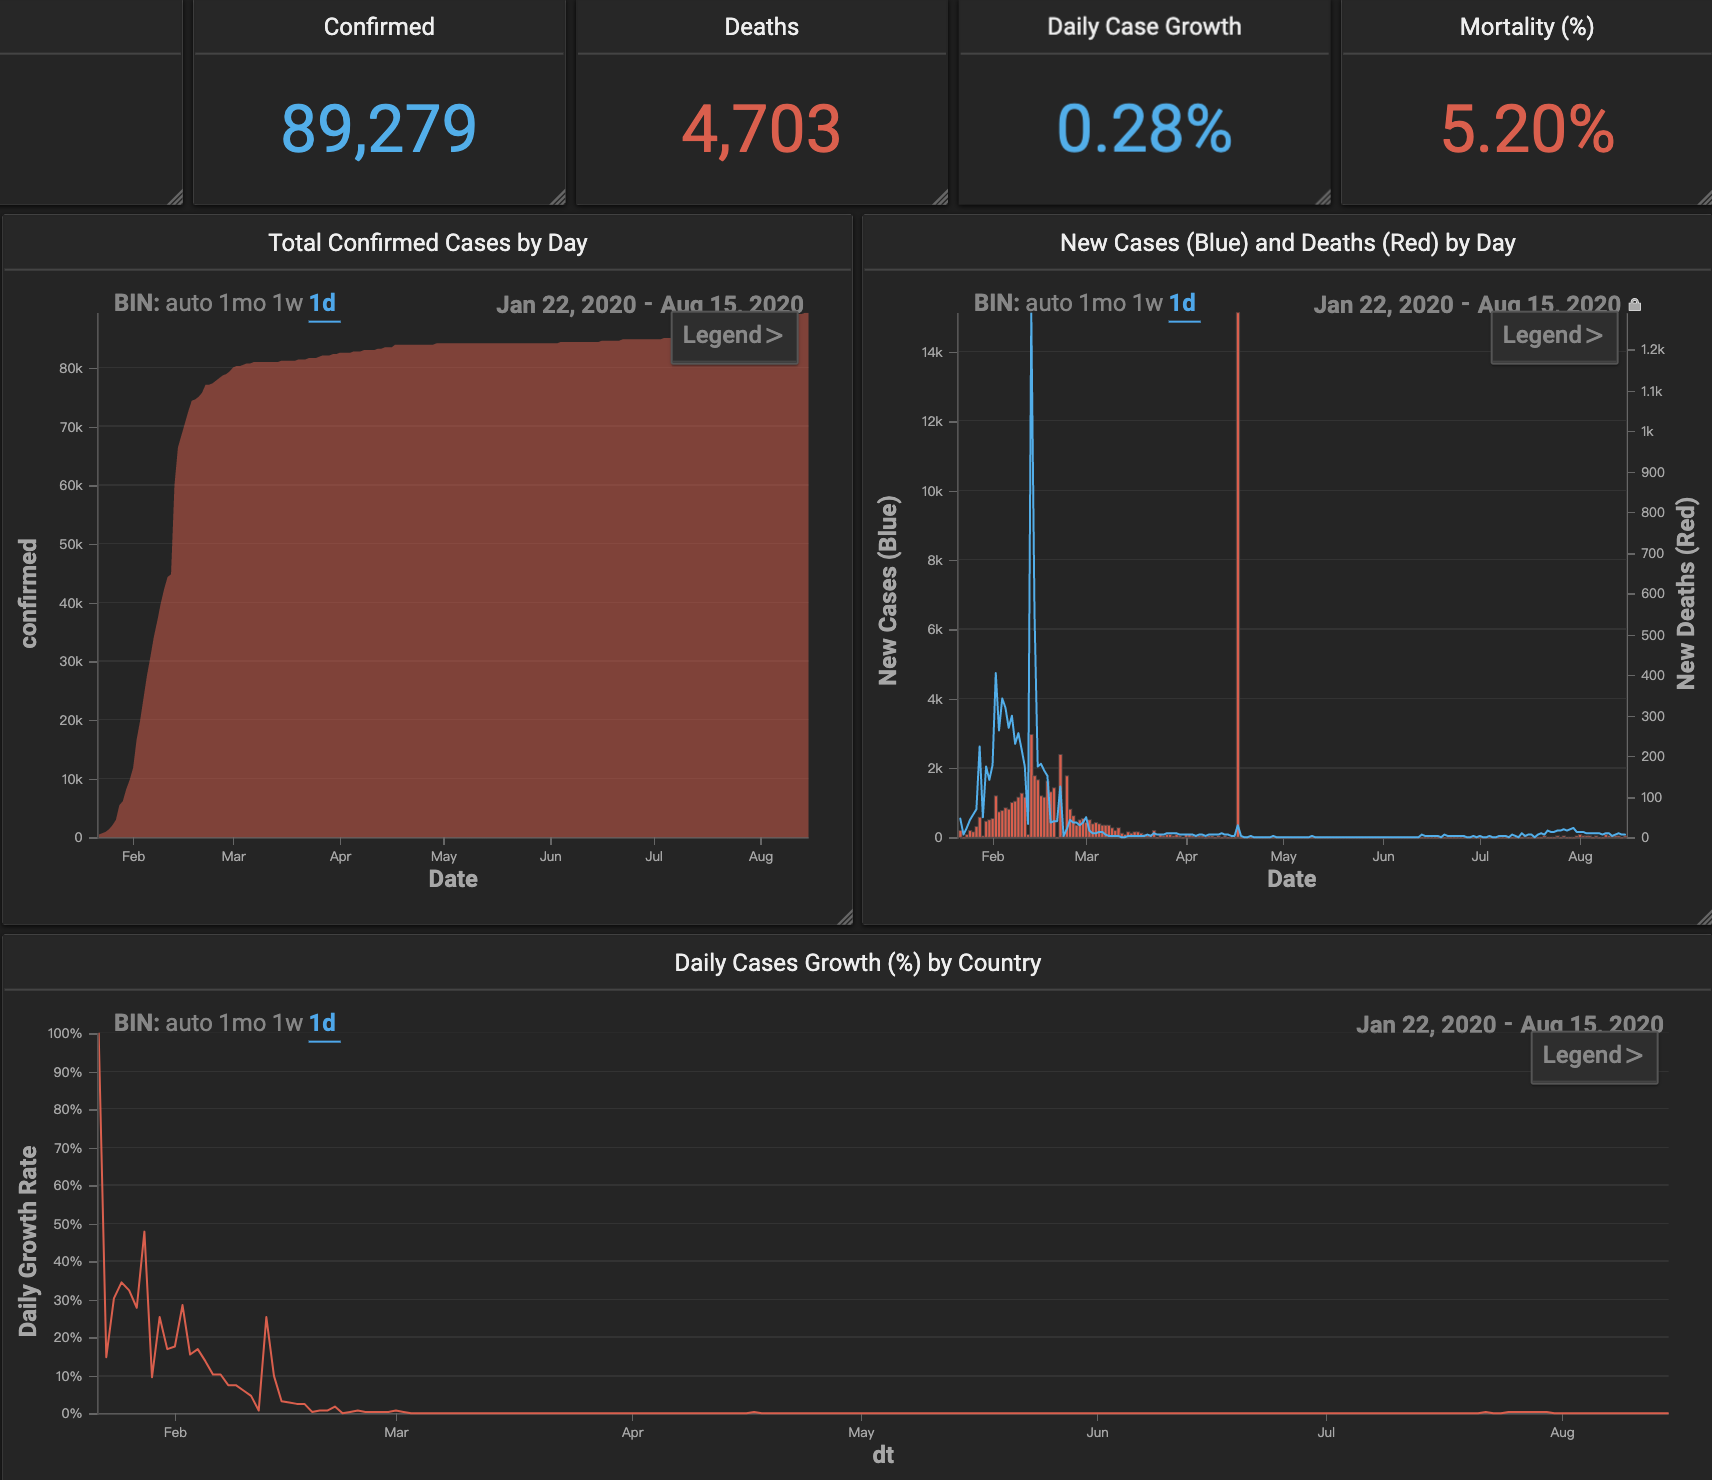 Confirmed
Deaths
Daily Case Growth
Mortality (%)
89,279
4,703
0.28%
5.20%
Total Confirmed Cases by Day
BIN: auto 1mo 1w 1d
Jan 22, 2020 - Aug 15, 2020
Legend >
confirmed
80k
70k
60k
50k
40k
30k
20k
10k
0
Feb
Mar
Apr
May
Jun
Jul
Aug
Date
New Cases (Blue) and Deaths (Red) by Day
BIN: auto 1mo 1w 1d
Jan 22, 2020 - Aug 15, 2020
Legend >
New Cases (Blue)
14k
12k
10k
8k
6k
4k
2k
0
1.2k
1.1k
1k
900
800
700
600
500
400
300
200
100
0
New Deaths (Red)
Feb
Mar
Apr
May
Jun
Jul
Aug
Date
Daily Cases Growth (%) by Country
BIN: auto 1mo 1w 1d
Jan 22, 2020 - Aug 15, 2020
Legend >
Daily Growth Rate
100%
90%
80%
70%
60%
50%
40%
30%
20%
10%
0%
Feb
Mar
Apr
May
Jun
Jul
Aug
dt